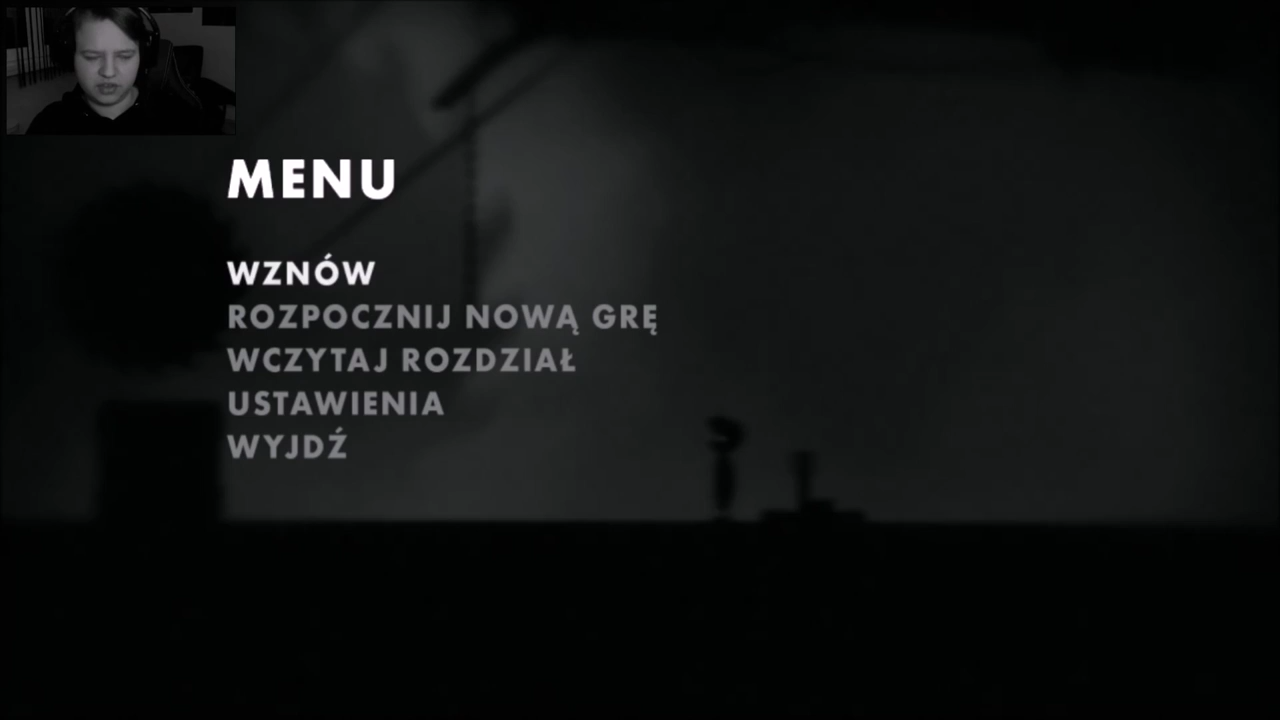 MENU
WZNÓW
ROZPOCZNIJ NOWĄ GRĘ
WCZYTAJ ROZDZIAŁ
USTAWIENIA
WYJDŹ